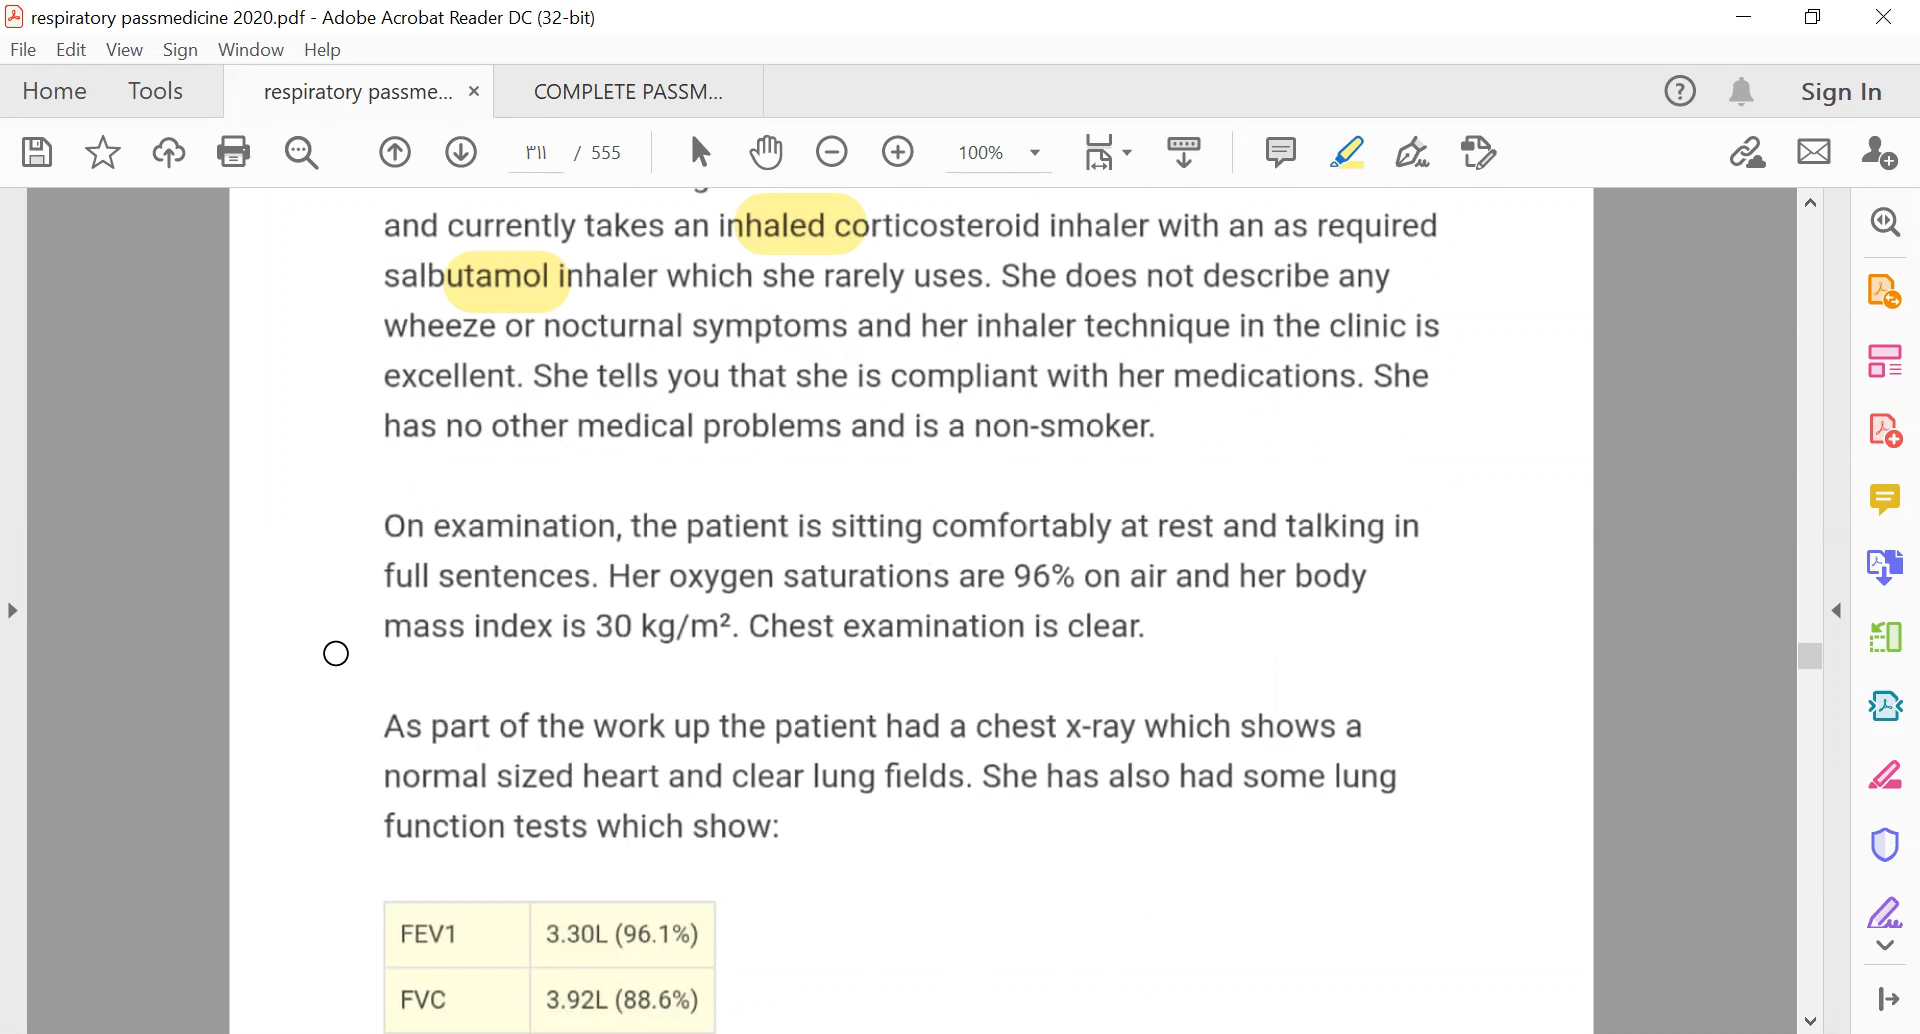 respiratory passmedicine 2020.pdf - Adobe Acrobat Reader DC (32-bit)
File Edit View Sign Window Help
Home Tools respiratory passme... × COMPLETE PASSM... Sign In
٣١١ / 555 100%
and currently takes an inhaled corticosteroid inhaler with an as required
salbutamol inhaler which she rarely uses. She does not describe any
wheeze or nocturnal symptoms and her inhaler technique in the clinic is
excellent. She tells you that she is compliant with her medications. She
has no other medical problems and is a non-smoker.
On examination, the patient is sitting comfortably at rest and talking in
full sentences. Her oxygen saturations are 96% on air and her body
mass index is 30 kg/m². Chest examination is clear.
As part of the work up the patient had a chest x-ray which shows a
normal sized heart and clear lung fields. She has also had some lung
function tests which show:
FEV1 3.30L (96.1%)
FVC 3.92L (88.6%)